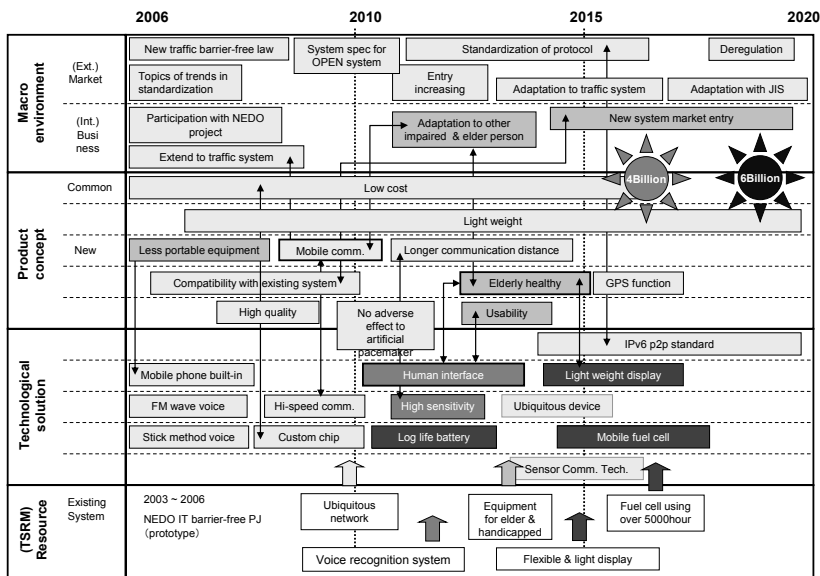 2006
2010
2015
2020
Macro
environment
(Ext.)
Market
New traffic barrier-free law
System spec for
OPEN system
Standardization of protocol
Deregulation
Topics of trends in
standardization
Entry
increasing
Adaptation to traffic system
Adaptation with JIS
(Int.)
Busi
ness
Participation with NEDO
project
Adaptation to other
impaired & elder person
New system market entry
Extend to traffic system
Product
concept
Common
Low cost
4Billion
6Billion
Light weight
New
Less portable equipment
Mobile comm.
Longer communication distance
Compatibility with existing system
Elderly healthy
GPS function
High quality
No adverse
effect to
artificial
pacemaker
Usability
Technological
solution
IPv6 p2p standard
Mobile phone built-in
Human interface
Light weight display
FM wave voice
Hi-speed comm.
High sensitivity
Ubiquitous device
Stick method voice
Custom chip
Log life battery
Mobile fuel cell
Sensor Comm. Tech.
(TSRM)
Resource
Existing
System
2003 ~ 2006
NEDO IT barrier-free PJ
(prototype)
Ubiquitous
network
Equipment
for elder &
handicapped
Fuel cell using
over 5000hour
Voice recognition system
Flexible & light display